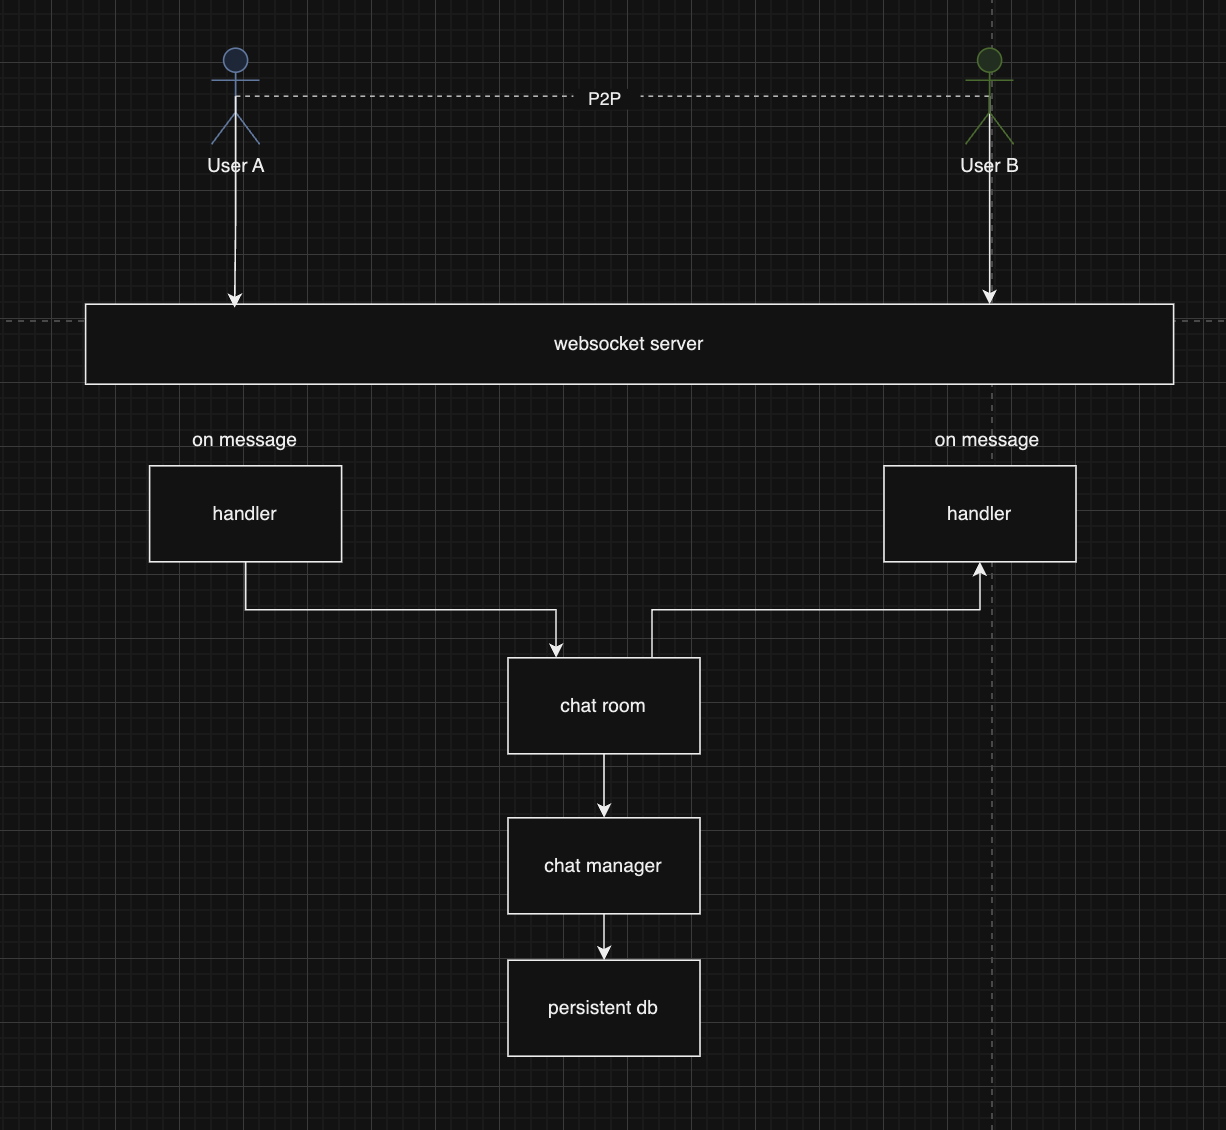 P2P
User A
User B
websocket server
on message
on message
handler
handler
chat room
chat manager
persistent db